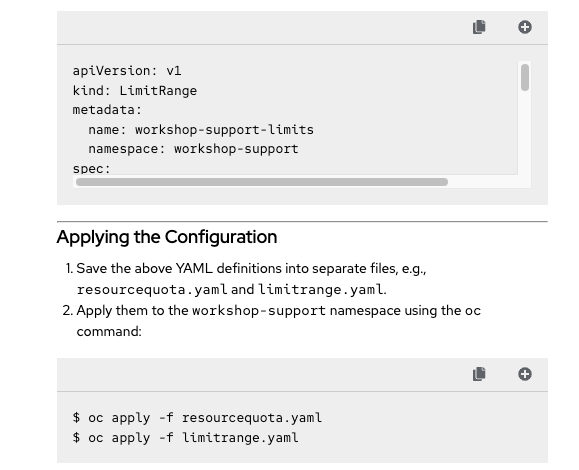 apiVersion: v1
kind: LimitRange
metadata:
  name: workshop-support-limits
  namespace: workshop-support
spec:
Applying the Configuration
1. Save the above YAML definitions into separate files, e.g.,
resourcequota.yaml and limitrange.yaml.
2. Apply them to the workshop-support namespace using the oc
command:
$ oc apply -f resourcequota.yaml
$ oc apply -f limitrange.yaml